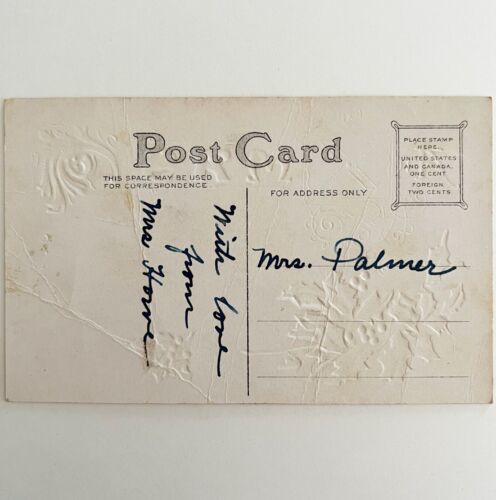 Post Card
THIS SPACE MAY BE USED
FOR CORRESPONDENCE
FOR ADDRESS ONLY
PLACE STAMP
HERE.
UNITED STATES
AND CANADA,
ONE CENT.
FOREIGN
TWO CENTS.
With love
from
Mrs Howe
Mrs. Palmer